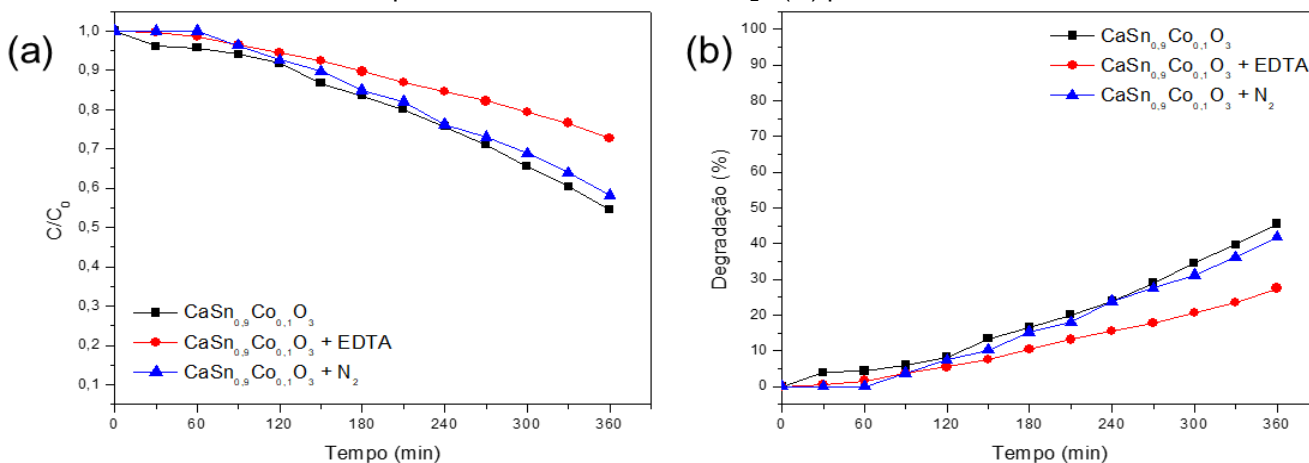 (a)
1,0
0,9
0,8
0,7
0,6
0,5
0,4
0,3
0,2
0,1
C/C₀
CaSn₀,₉Co₀,₁O₃
CaSn₀,₉Co₀,₁O₃ + EDTA
CaSn₀,₉Co₀,₁O₃ + N₂
0 60 120 180 240 300 360
Tempo (min)
(b)
100
90
80
70
60
50
40
30
20
10
0
Degradação (%)
CaSn₀,₉Co₀,₁O₃
CaSn₀,₉Co₀,₁O₃ + EDTA
CaSn₀,₉Co₀,₁O₃ + N₂
0 60 120 180 240 300 360
Tempo (min)